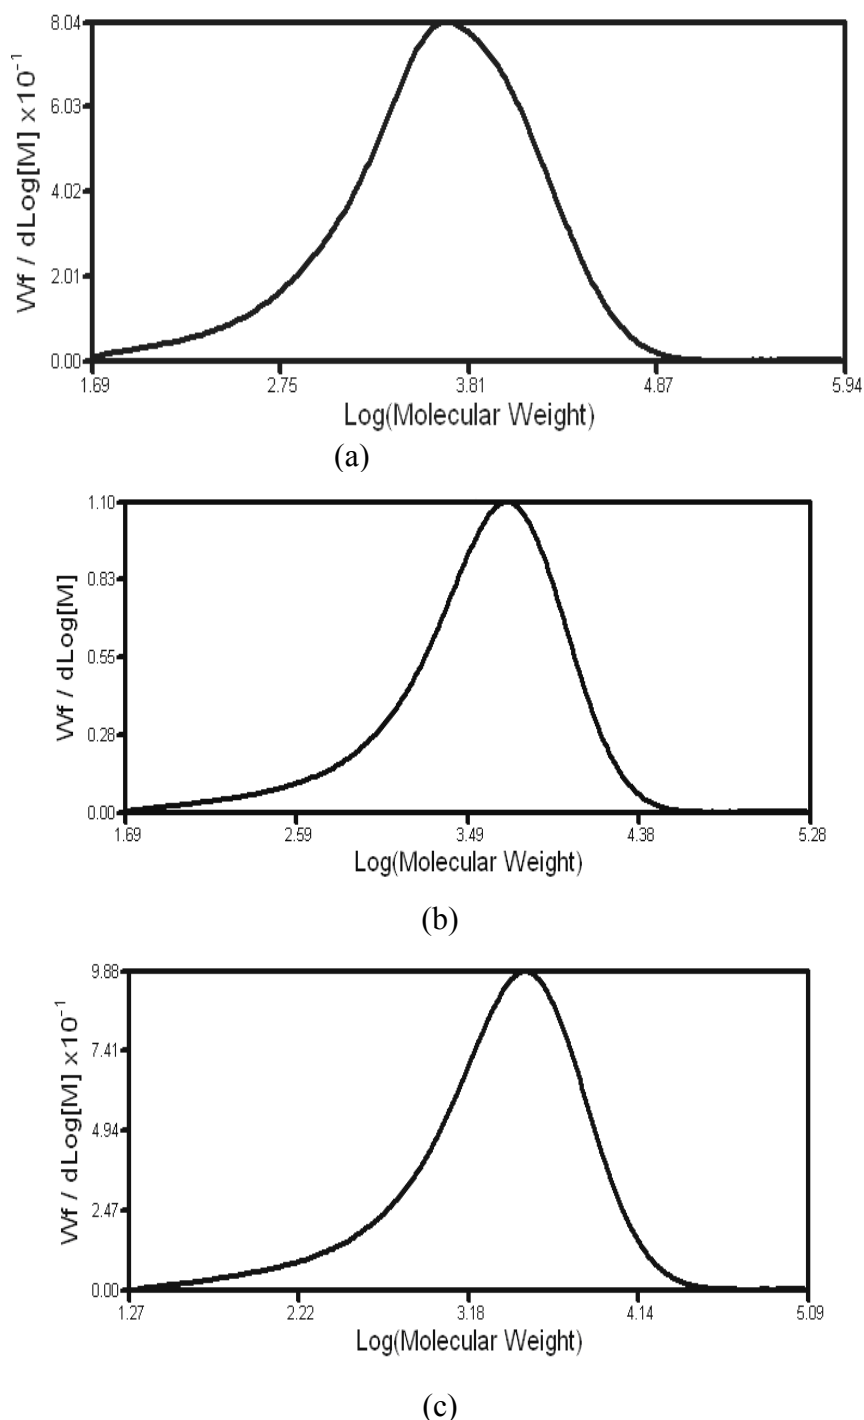 Wf / dLog[M] x10⁻¹
8.04
6.03
4.02
2.01
0.00
1.69 2.75 3.81 4.87 5.94
Log(Molecular Weight)
(a)
Wf / dLog[M]
1.10
0.83
0.55
0.28
0.00
1.69 2.59 3.49 4.38 5.28
Log(Molecular Weight)
(b)
Wf / dLog[M] x10⁻¹
9.88
7.41
4.94
2.47
0.00
1.27 2.22 3.18 4.14 5.09
Log(Molecular Weight)
(c)